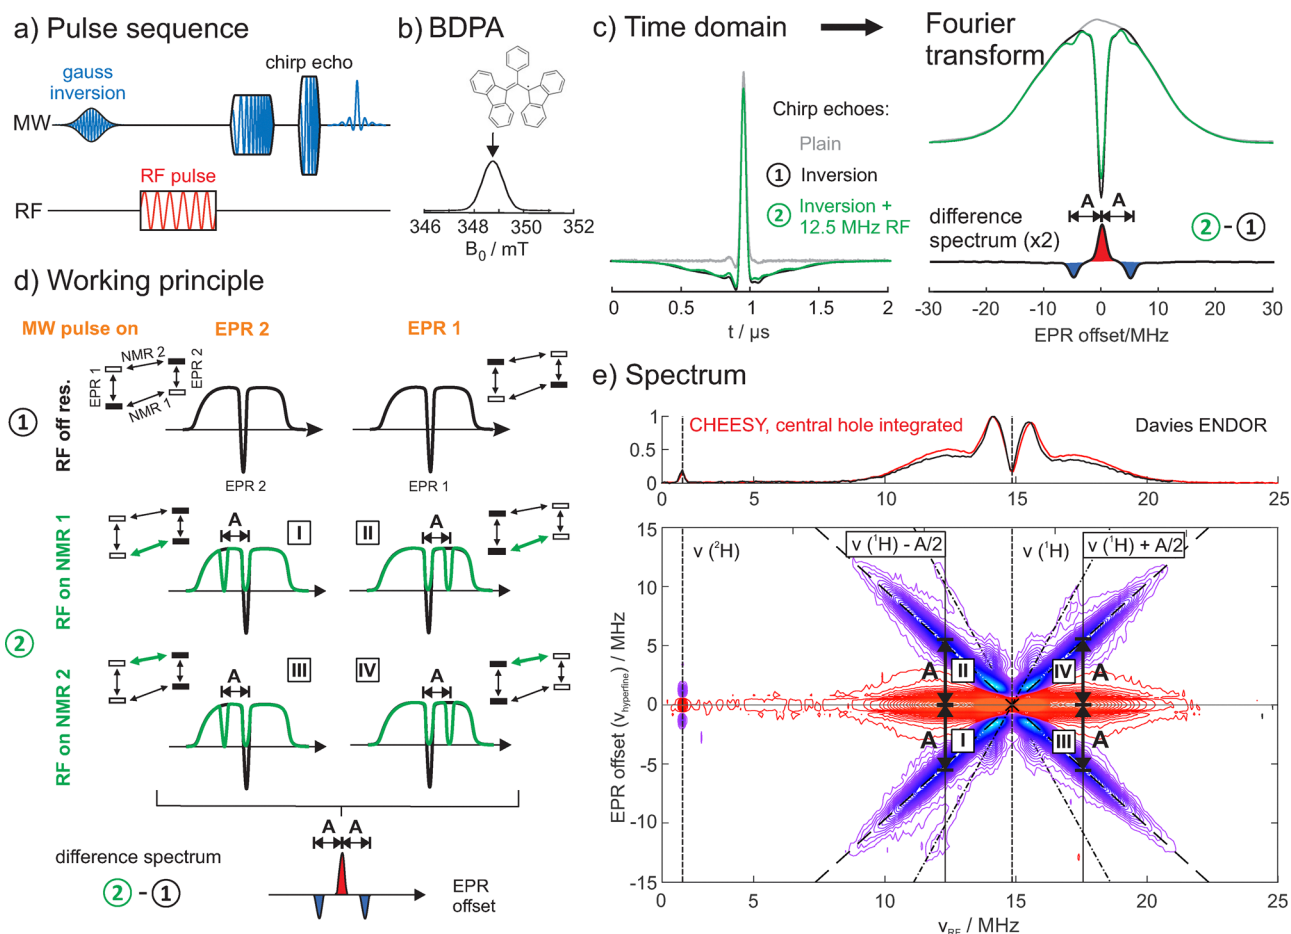 a) Pulse sequence
gauss
inversion
chirp echo
MW
RF pulse
RF
b) BDPA
346
348
350
352
B0 / mT
c) Time domain
Fourier
transform
Chirp echoes:
Plain
1 Inversion
2 Inversion +
12.5 MHz RF
0
0.5
1
1.5
2
t / µs
A
A
difference
spectrum (x2)
2 - 1
-30
-20
-10
0
10
20
30
EPR offset/MHz
d) Working principle
MW pulse on
EPR 2
EPR 1
1
RF off res.
NMR 2
EPR 1
EPR 2
NMR 1
EPR 2
EPR 1
2
RF on NMR 1
A
I
II
A
RF on NMR 2
A
III
IV
A
difference spectrum
2 - 1
A
A
EPR
offset
e) Spectrum
CHEESY, central hole integrated
Davies ENDOR
1
0.5
0
0
5
10
15
20
25
ν (²H)
ν (¹H) - A/2
ν (¹H)
ν (¹H) + A/2
EPR offset (νhyperfine) / MHz
15
10
5
0
-5
-10
-15
A
II
IV
A
A
I
III
A
0
5
10
15
20
25
νRF / MHz